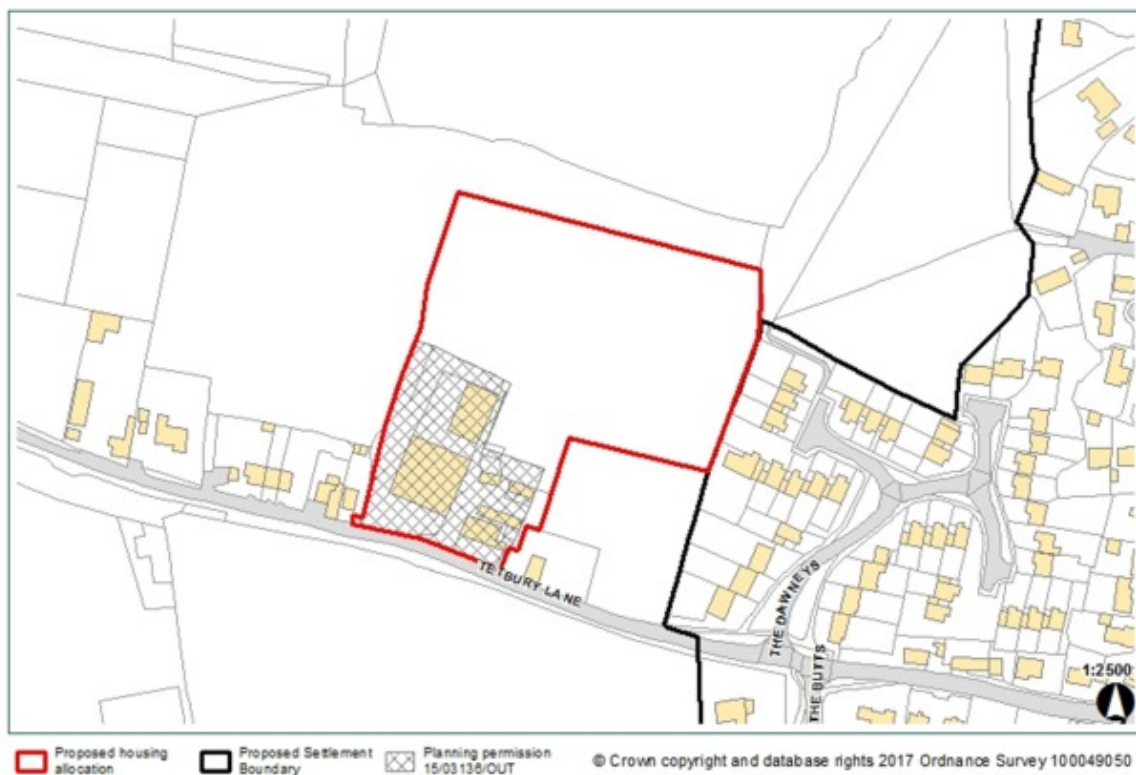 TETBURY LANE
THE DAWNEYS
THE BUTTS
1:2500
Proposed housing
allocation
Proposed Settlement
Boundary
Planning permission
15/03136/OUT
© Crown copyright and database rights 2017 Ordnance Survey 100049050